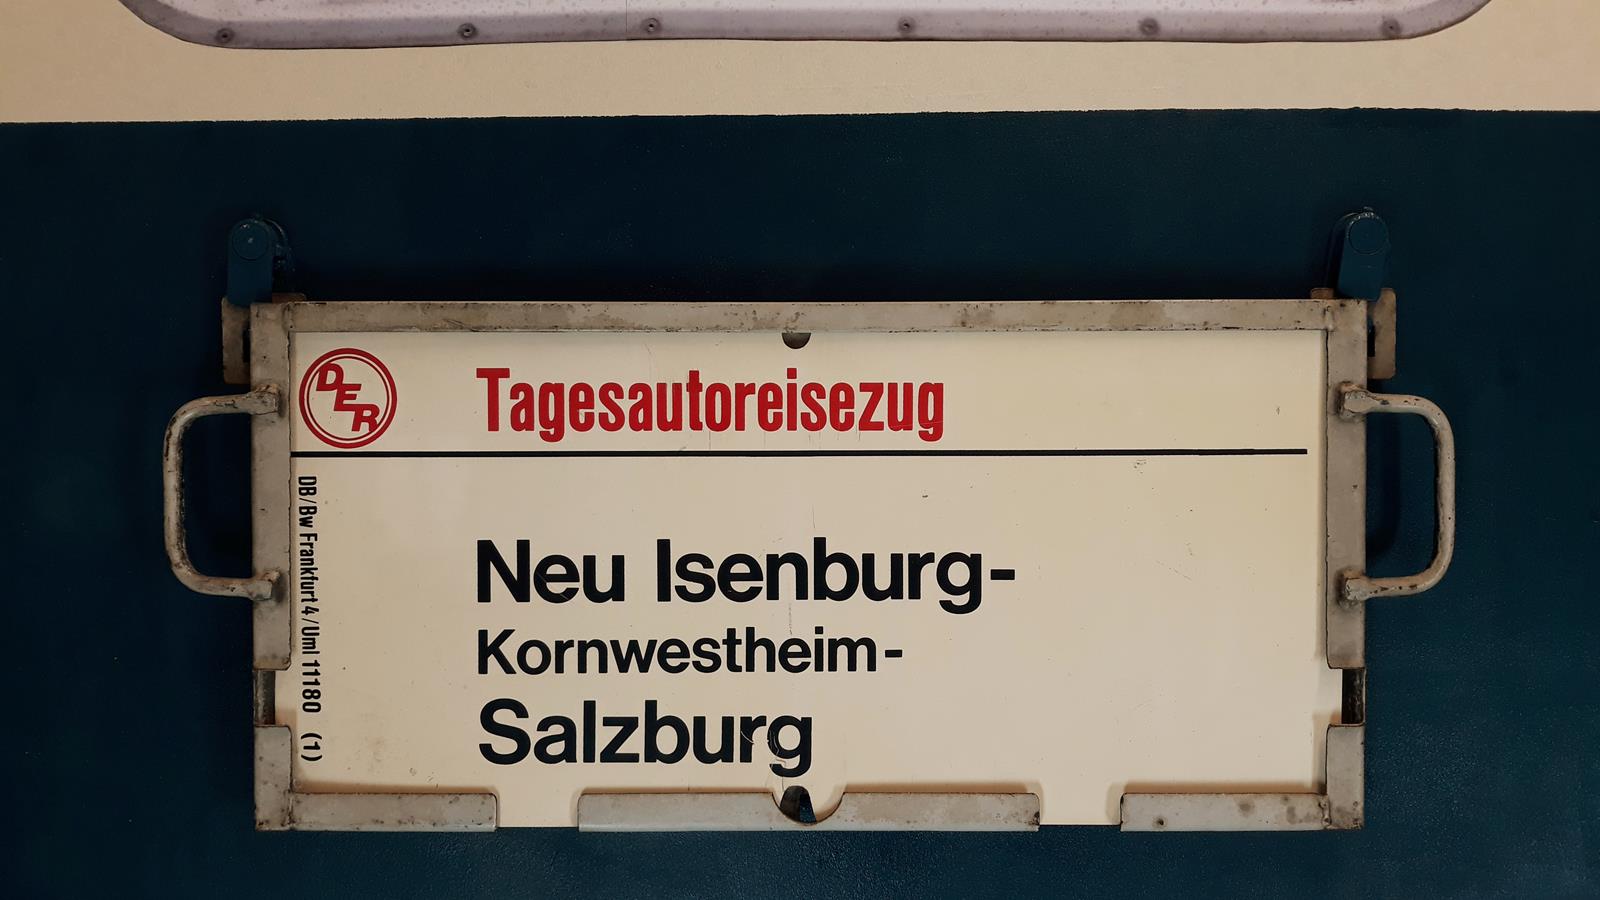 DER
Tagesautoreisezug
DB/Bw Frankfurt 4/Uml 11180 (1)
Neu Isenburg-
Kornwestheim-
Salzburg